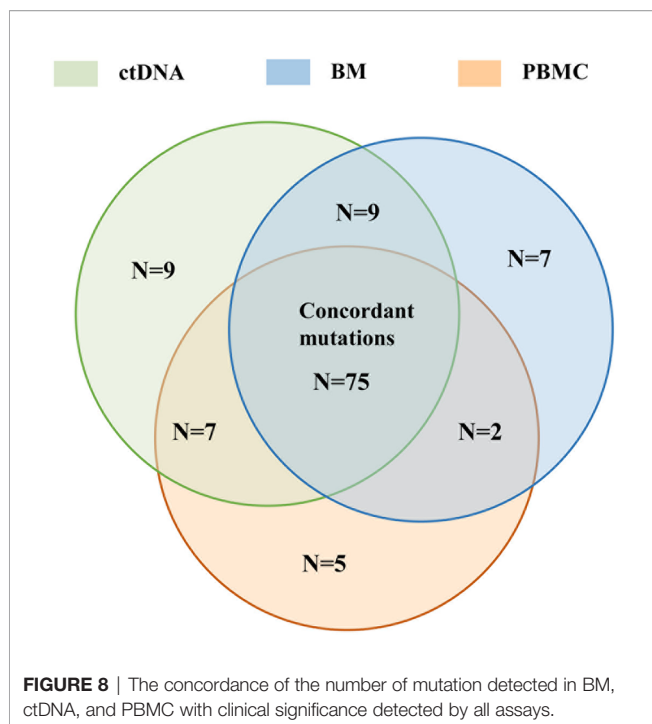 ctDNA BM PBMC
N=9
N=9
N=7
Concordant
mutations
N=75
N=7
N=2
N=5
FIGURE 8 | The concordance of the number of mutation detected in BM,
ctDNA, and PBMC with clinical significance detected by all assays.